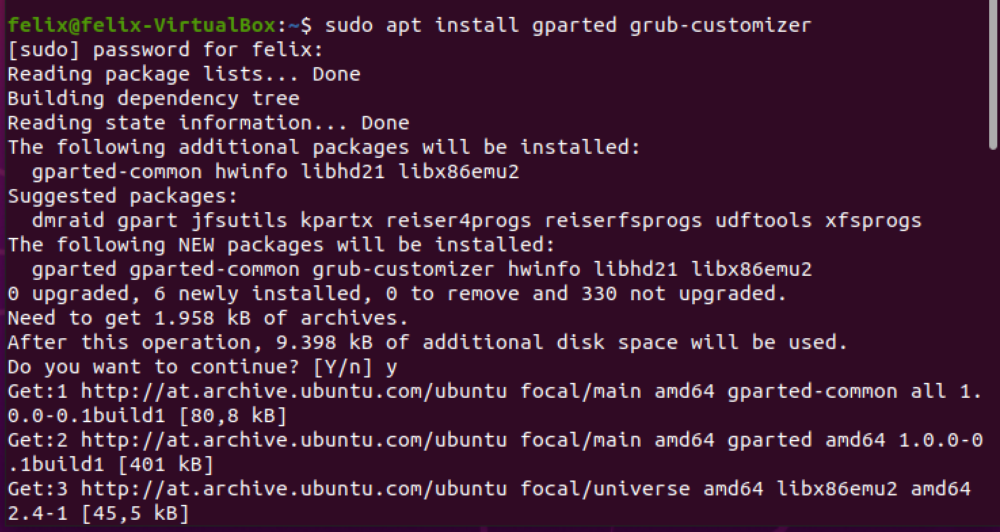 felix@felix-VirtualBox:~$ sudo apt install gparted grub-customizer
[sudo] password for felix:
Reading package lists... Done
Building dependency tree
Reading state information... Done
The following additional packages will be installed:
  gparted-common hwinfo libhd21 libx86emu2
Suggested packages:
  dmraid gpart jfsutils kpartx reiser4progs reiserfsprogs udftools xfsprogs
The following NEW packages will be installed:
  gparted gparted-common grub-customizer hwinfo libhd21 libx86emu2
0 upgraded, 6 newly installed, 0 to remove and 330 not upgraded.
Need to get 1.958 kB of archives.
After this operation, 9.398 kB of additional disk space will be used.
Do you want to continue? [Y/n] y
Get:1 http://at.archive.ubuntu.com/ubuntu focal/main amd64 gparted-common all 1.
0.0-0.1build1 [80,8 kB]
Get:2 http://at.archive.ubuntu.com/ubuntu focal/main amd64 gparted amd64 1.0.0-0
.1build1 [401 kB]
Get:3 http://at.archive.ubuntu.com/ubuntu focal/universe amd64 libx86emu2 amd64
2.4-1 [45,5 kB]